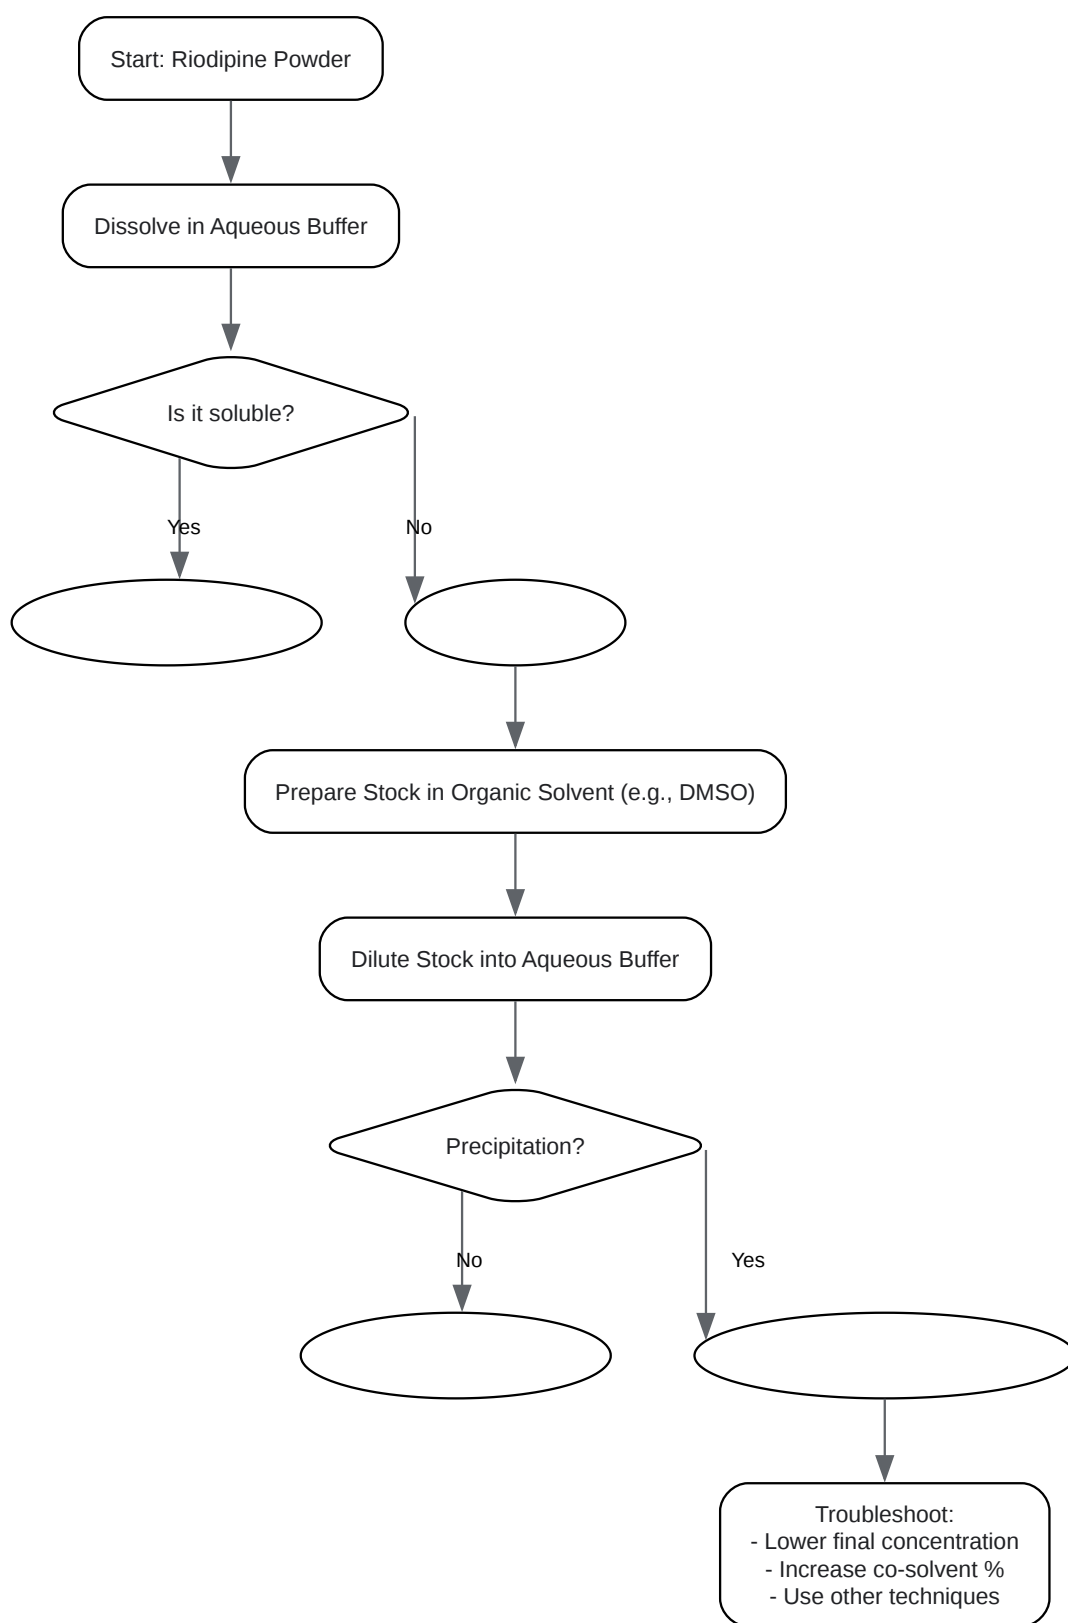 Start: Riodipine Powder
Dissolve in Aqueous Buffer
Is it soluble?
Yes
No
Prepare Stock in Organic Solvent (e.g., DMSO)
Dilute Stock into Aqueous Buffer
Precipitation?
No
Yes
Troubleshoot:
- Lower final concentration
- Increase co-solvent %
- Use other techniques